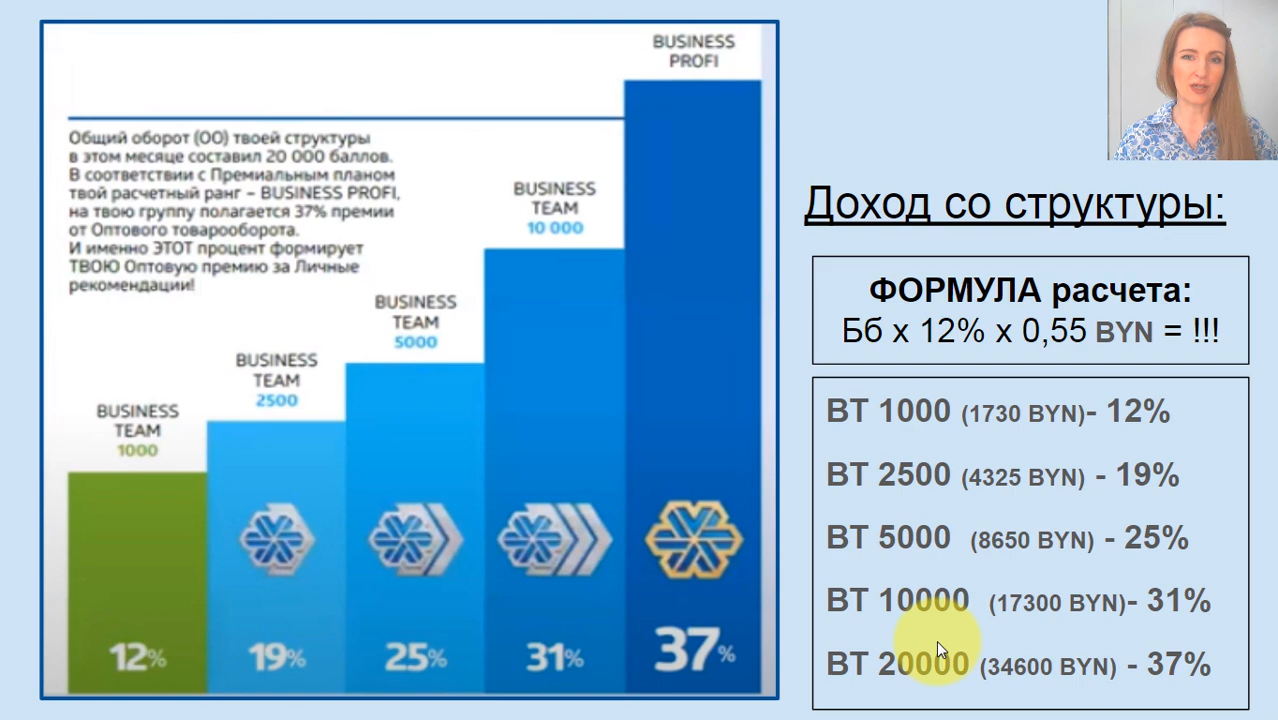 BUSINESS
PROFI
Общий оборот (ОО) твоей структуры
в этом месяце составил 20 000 баллов.
В соответствии с Премиальным планом
твой расчетный ранг – BUSINESS PROFI,
на твою группу полагается 37% премии
от Оптового товарооборота.
И именно ЭТОТ процент формирует
ТВОЮ Оптовую премию за Личные
рекомендации!
BUSINESS
TEAM
10 000
BUSINESS
TEAM
5000
BUSINESS
TEAM
2500
BUSINESS
TEAM
1000
12%
19%
25%
31%
37%
Доход со структуры:
ФОРМУЛА расчета:
Бб х 12% х 0,55 BYN = !!!
BT 1000 (1730 BYN)- 12%
BT 2500 (4325 BYN) - 19%
BT 5000 (8650 BYN) - 25%
BT 10000 (17300 BYN)- 31%
BT 20000 (34600 BYN) - 37%